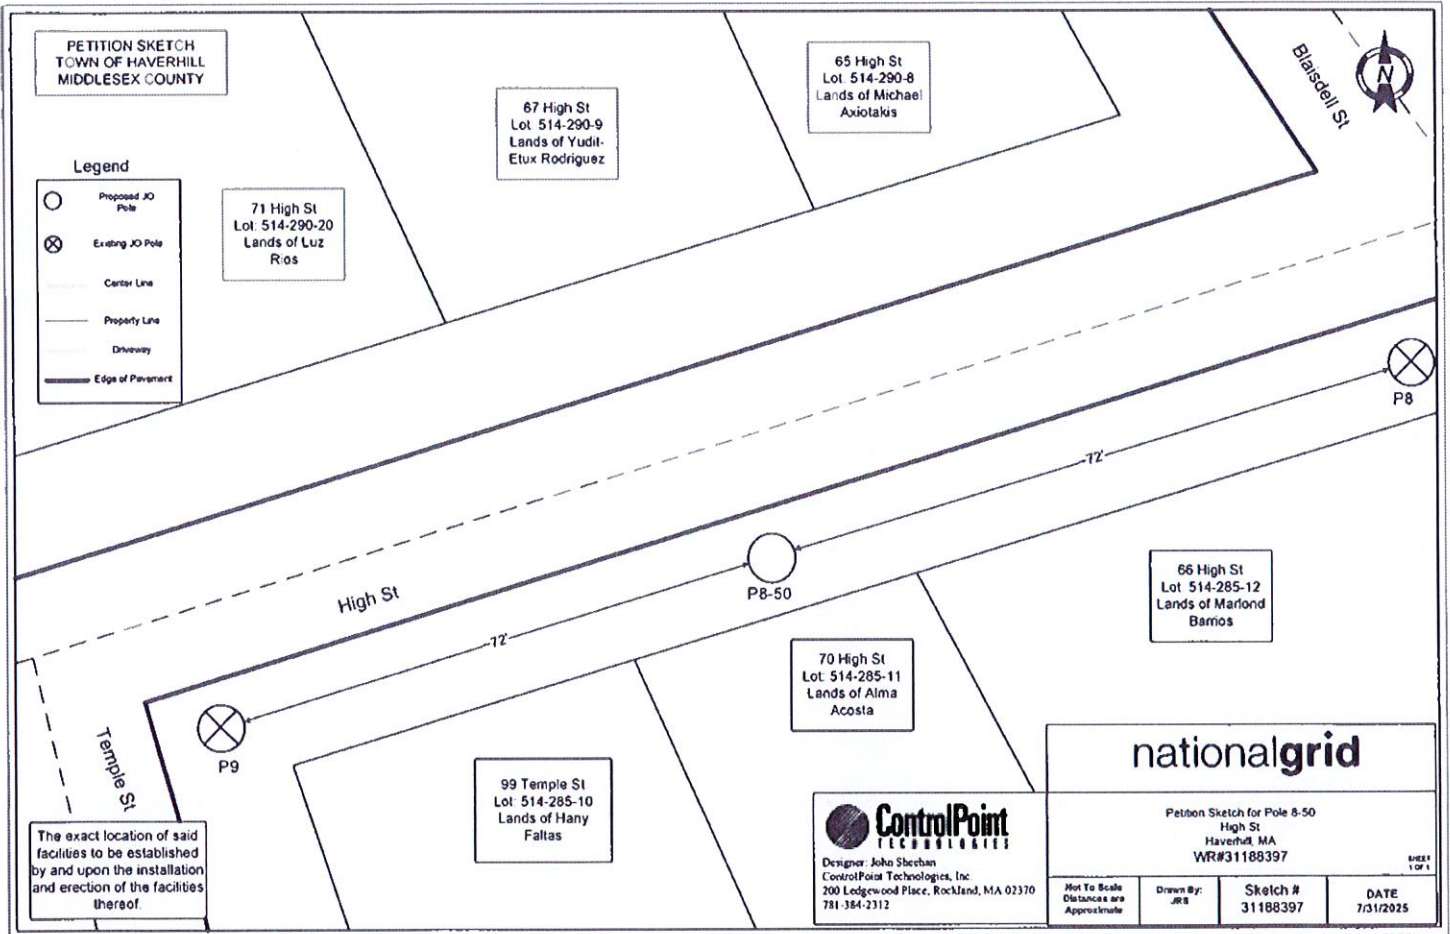 PETITION SKETCH
TOWN OF HAVERHILL
MIDDLESEX COUNTY
67 High St
Lot: 514-290-9
Lands of Yudit-
Etux Rodriguez
65 High St
Lot: 514-290-8
Lands of Michael
Axiotakis
Blaisdell St
N
Legend
Proposed JO
Pole
Existing JO Pole
Center Line
Property Line
Driveway
Edge of Pavement
71 High St
Lot: 514-290-20
Lands of Luz
Rios
P8
72'
P8-50
High St
72'
P9
Temple St
66 High St
Lot: 514-285-12
Lands of Marlond
Barrios
70 High St
Lot: 514-285-11
Lands of Alma
Acosta
99 Temple St
Lot: 514-285-10
Lands of Hany
Faltas
The exact location of said
facilities to be established
by and upon the installation
and erection of the facilities
thereof.
ControlPoint
TECHNOLOGIES
Designer: John Sheehan
ControlPoint Technologies, Inc
200 Ledgewood Place, Rockland, MA 02370
781-384-2312
nationalgrid
Petition Sketch for Pole 8-50
High St
Haverhill, MA
WR#31188397
SHEET
1 OF 1
Not To Scale
Distances are
Approximate
Drawn By:
JRS
Sketch #
31188397
DATE
7/31/2025